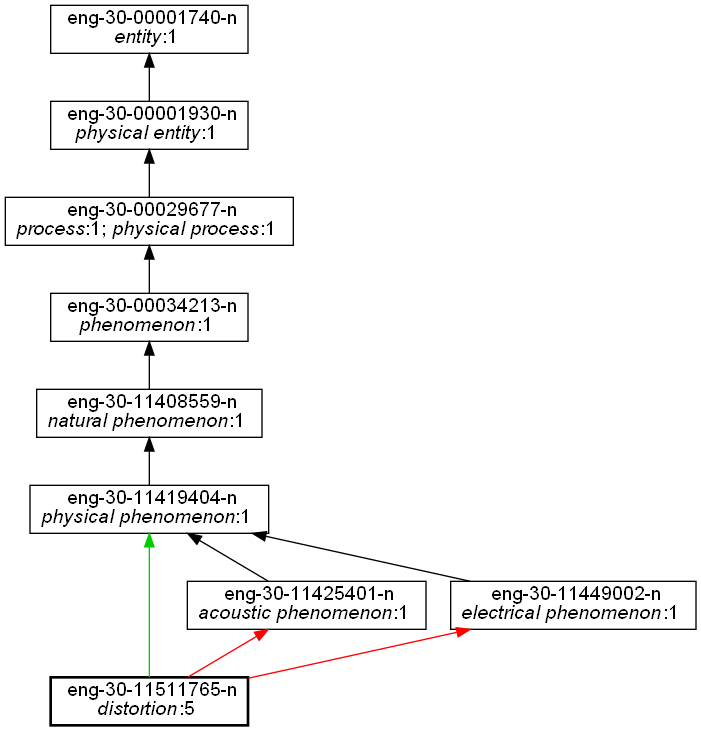 eng-30-00001740-n
entity:1
eng-30-00001930-n
physical entity:1
eng-30-00029677-n
process:1; physical process:1
eng-30-00034213-n
phenomenon:1
eng-30-11408559-n
natural phenomenon:1
eng-30-11419404-n
physical phenomenon:1
eng-30-11425401-n
acoustic phenomenon:1
eng-30-11449002-n
electrical phenomenon:1
eng-30-11511765-n
distortion:5